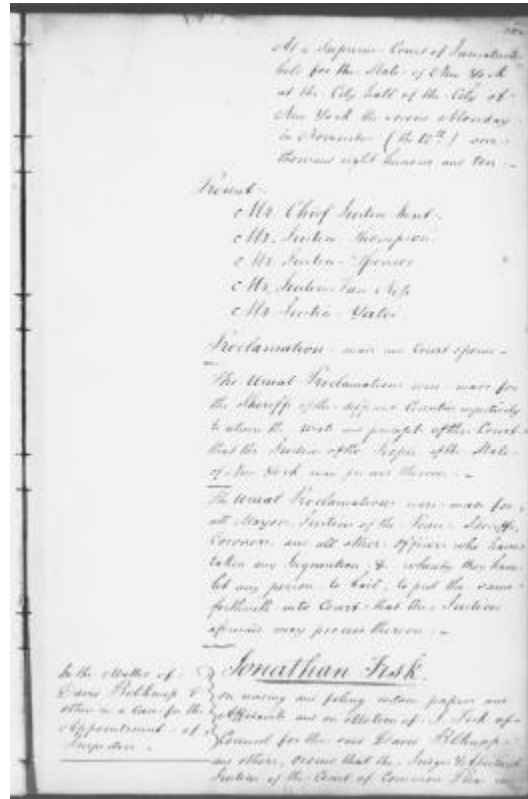 At a Supreme Court of Judicature
held for the State of New York
at the City hall of the City of
New York the second Monday
in November (the 12th) one
thousand eight hundred and ten
Present
Mr. Chief Justice Kent
Mr. Justice Thompson
Mr. Justice Spencer
Mr. Justice Van Ness
Mr. Justice Yates
Proclamation made and Court opened
The Usual Proclamations were made for
the Sheriffs of the different Counties respectively
to return the writs and precepts of this Court
that the Justices of the People of the State
of New York may proceed thereon
The Usual Proclamations were made for
all Mayors Justices of the Peace Sheriffs
Coroners and all other officers who have
taken any Inquisition & whereby they have
let any person to bail, to put the same
forthwith into Court that the Justices
aforesaid may proceed thereon
In the Matter of
David Belknap &
others in a Case for the
Appointment of
Inspectors
Jonathan Fisk
on reading and filing certain papers and
Affidavits and on Motion of J. Fisk of
Council for the said David Belknap
and others, ordered that the Judges &
Justices of the Court of Common Pleas